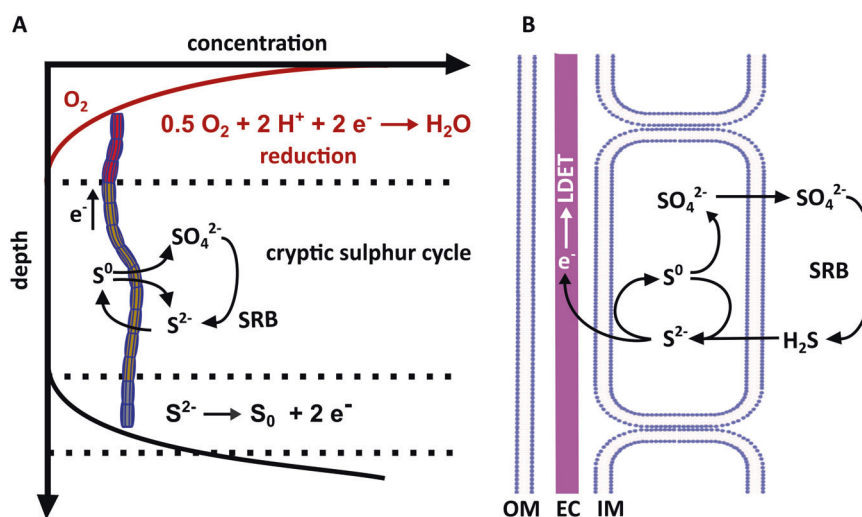 A
concentration
O₂
0.5 O₂ + 2 H⁺ + 2 e⁻ → H₂O
reduction
e⁻
SO₄²⁻
cryptic sulphur cycle
S⁰
S²⁻
SRB
depth
S²⁻ → S₀ + 2 e⁻
B
LDET
e⁻
SO₄²⁻
SO₄²⁻
S⁰
SRB
S²⁻
H₂S
OM
EC
IM